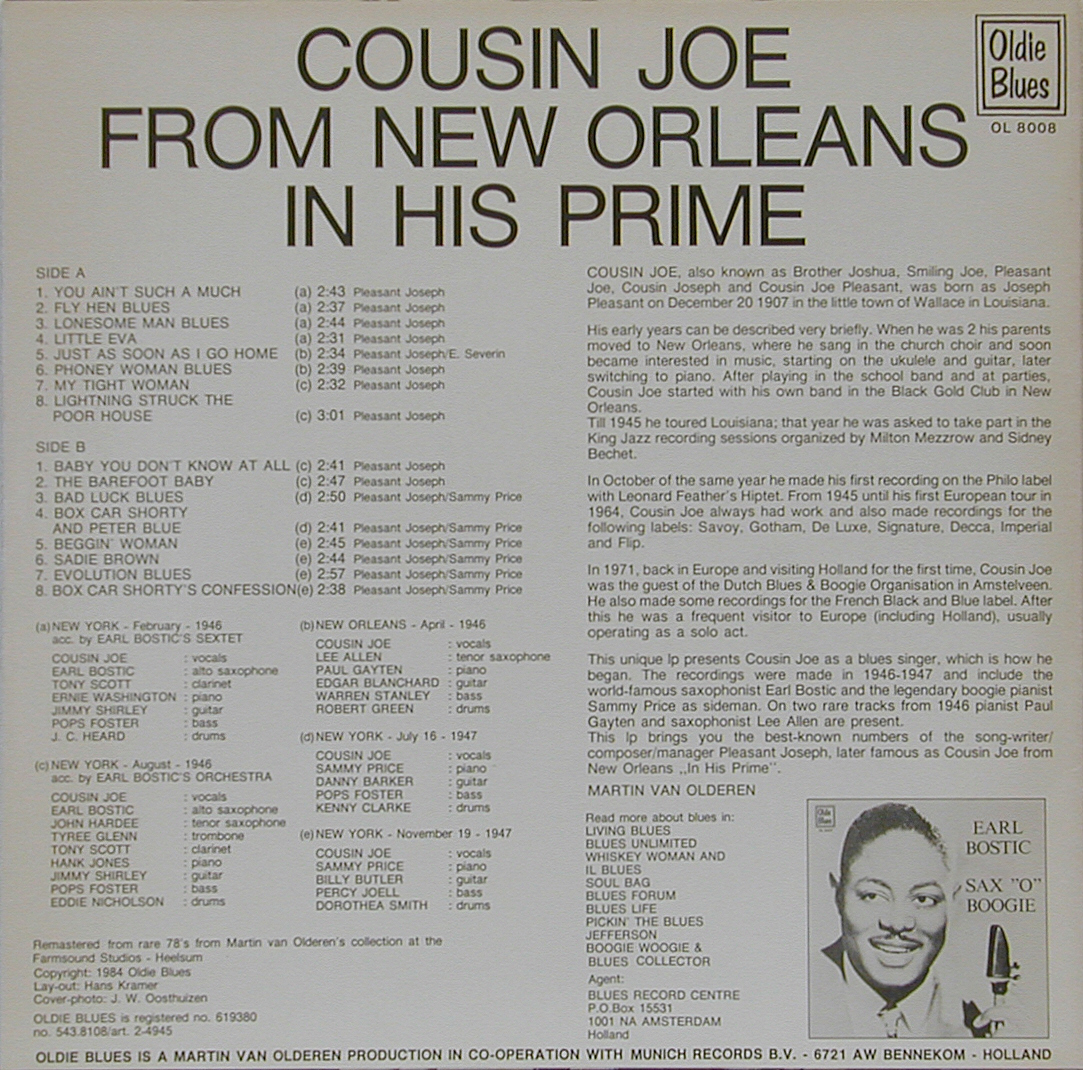 COUSIN JOE
FROM NEW ORLEANS
IN HIS PRIME
Oldie
Blues
OL 8008
SIDE A
1. YOU AIN'T SUCH A MUCH (a) 2:43 Pleasant Joseph
2. FLY HEN BLUES (a) 2:37 Pleasant Joseph
3. LONESOME MAN BLUES (a) 2:44 Pleasant Joseph
4. LITTLE EVA (a) 2:31 Pleasant Joseph
5. JUST AS SOON AS I GO HOME (b) 2:34 Pleasant Joseph/E. Severin
6. PHONEY WOMAN BLUES (b) 2:39 Pleasant Joseph
7. MY TIGHT WOMAN (c) 2:32 Pleasant Joseph
8. LIGHTNING STRUCK THE
POOR HOUSE (c) 3:01 Pleasant Joseph
SIDE B
1. BABY YOU DON'T KNOW AT ALL (c) 2:41 Pleasant Joseph
2. THE BAREFOOT BABY (c) 2:47 Pleasant Joseph
3. BAD LUCK BLUES (d) 2:50 Pleasant Joseph/Sammy Price
4. BOX CAR SHORTY
AND PETER BLUE (d) 2:41 Pleasant Joseph/Sammy Price
5. BEGGIN' WOMAN (e) 2:45 Pleasant Joseph/Sammy Price
6. SADIE BROWN (e) 2:44 Pleasant Joseph/Sammy Price
7. EVOLUTION BLUES (e) 2:57 Pleasant Joseph/Sammy Price
8. BOX CAR SHORTY'S CONFESSION(e) 2:38 Pleasant Joseph/Sammy Price
(a) NEW YORK - February - 1946
acc. by EARL BOSTIC'S SEXTET
COUSIN JOE : vocals
EARL BOSTIC : alto saxophone
TONY SCOTT : clarinet
ERNIE WASHINGTON : piano
JIMMY SHIRLEY : guitar
POPS FOSTER : bass
J. C. HEARD : drums
(c) NEW YORK - August - 1946
acc. by EARL BOSTIC'S ORCHESTRA
COUSIN JOE : vocals
EARL BOSTIC : alto saxophone
JOHN HARDEE : tenor saxophone
TYREE GLENN : trombone
TONY SCOTT : clarinet
HANK JONES : piano
JIMMY SHIRLEY : guitar
POPS FOSTER : bass
EDDIE NICHOLSON : drums
(b) NEW ORLEANS - April - 1946
COUSIN JOE : vocals
LEE ALLEN : tenor saxophone
PAUL GAYTEN : piano
EDGAR BLANCHARD : guitar
WARREN STANLEY : bass
ROBERT GREEN : drums
(d) NEW YORK - July 16 - 1947
COUSIN JOE : vocals
SAMMY PRICE : piano
DANNY BARKER : guitar
POPS FOSTER : bass
KENNY CLARKE : drums
(e) NEW YORK - November 19 - 1947
COUSIN JOE : vocals
SAMMY PRICE : piano
BILLY BUTLER : guitar
PERCY JOELL : bass
DOROTHEA SMITH : drums
Remastered from rare 78's from Martin van Olderen's collection at the
Farmsound Studios - Heelsum
Copyright: 1984 Oldie Blues
Lay-out: Hans Kramer
Cover-photo: J. W. Oosthuizen
OLDIE BLUES is registered no. 619380
no. 543.8108/art. 2-4945
COUSIN JOE, also known as Brother Joshua, Smiling Joe, Pleasant
Joe, Cousin Joseph and Cousin Joe Pleasant, was born as Joseph
Pleasant on December 20 1907 in the little town of Wallace in Louisiana.
His early years can be described very briefly. When he was 2 his parents
moved to New Orleans, where he sang in the church choir and soon
became interested in music, starting on the ukulele and guitar, later
switching to piano. After playing in the school band and at parties,
Cousin Joe started with his own band in the Black Gold Club in New
Orleans.
Till 1945 he toured Louisiana; that year he was asked to take part in the
King Jazz recording sessions organized by Milton Mezzrow and Sidney
Bechet.
In October of the same year he made his first recording on the Philo label
with Leonard Feather's Hiptet. From 1945 until his first European tour in
1964, Cousin Joe always had work and also made recordings for the
following labels: Savoy, Gotham, De Luxe, Signature, Decca, Imperial
and Flip.
In 1971, back in Europe and visiting Holland for the first time, Cousin Joe
was the guest of the Dutch Blues & Boogie Organisation in Amstelveen.
He also made some recordings for the French Black and Blue label. After
this he was a frequent visitor to Europe (including Holland), usually
operating as a solo act.
This unique lp presents Cousin Joe as a blues singer, which is how he
began. The recordings were made in 1946-1947 and include the
world-famous saxophonist Earl Bostic and the legendary boogie pianist
Sammy Price as sideman. On two rare tracks from 1946 pianist Paul
Gayten and saxophonist Lee Allen are present.
This lp brings you the best-known numbers of the song-writer/
composer/manager Pleasant Joseph, later famous as Cousin Joe from
New Orleans „In His Prime".
MARTIN VAN OLDEREN
Read more about blues in:
LIVING BLUES
BLUES UNLIMITED
WHISKEY WOMAN AND
IL BLUES
SOUL BAG
BLUES FORUM
BLUES LIFE
PICKIN' THE BLUES
JEFFERSON
BOOGIE WOOGIE &
BLUES COLLECTOR
Agent:
BLUES RECORD CENTRE
P.O.Box 15531
1001 NA AMSTERDAM
Holland
Oldie
Blues
EARL
BOSTIC
SAX "O"
BOOGIE
OLDIE BLUES IS A MARTIN VAN OLDEREN PRODUCTION IN CO-OPERATION WITH MUNICH RECORDS B.V. - 6721 AW BENNEKOM - HOLLAND